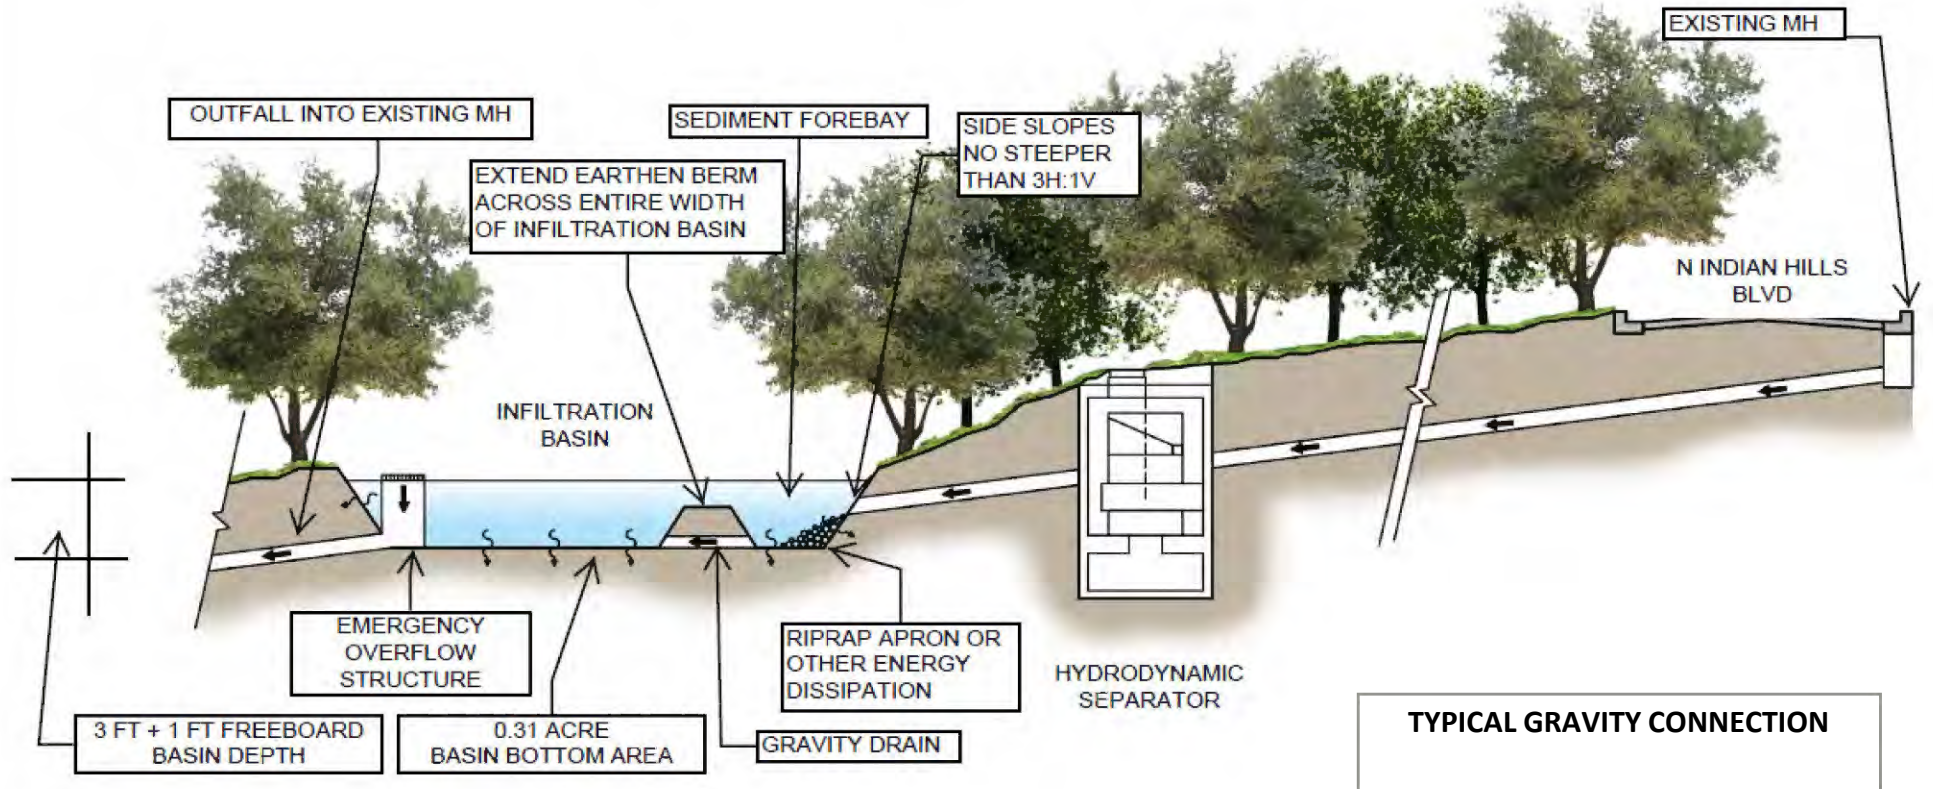 EXISTING MH
OUTFALL INTO EXISTING MH
SEDIMENT FOREBAY
SIDE SLOPES
NO STEEPER
THAN 3H:1V
EXTEND EARTHEN BERM
ACROSS ENTIRE WIDTH
OF INFILTRATION BASIN
N INDIAN HILLS
BLVD
INFILTRATION
BASIN
EMERGENCY
OVERFLOW
STRUCTURE
RIPRAP APRON OR
OTHER ENERGY
DISSIPATION
HYDRODYNAMIC
SEPARATOR
3 FT + 1 FT FREEBOARD
BASIN DEPTH
0.31 ACRE
BASIN BOTTOM AREA
GRAVITY DRAIN
TYPICAL GRAVITY CONNECTION